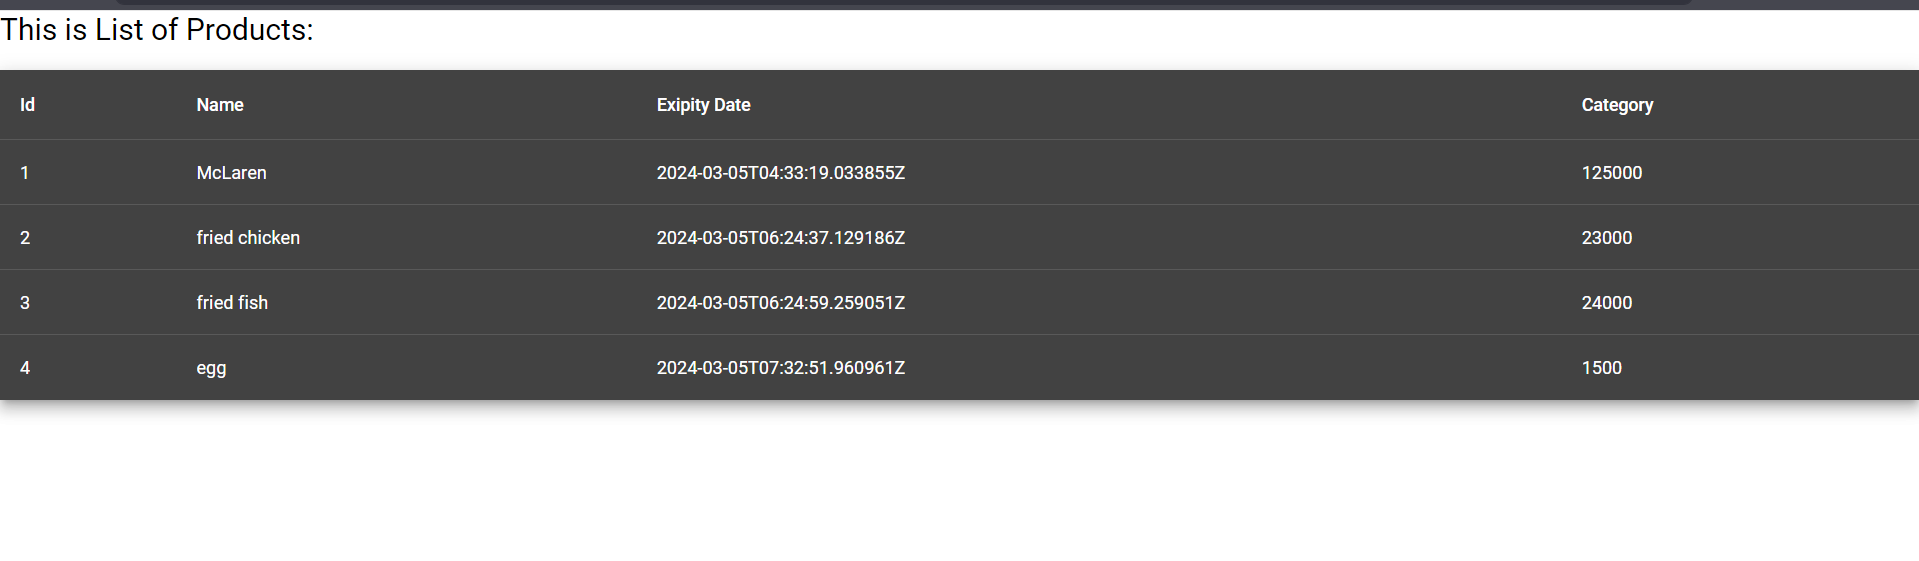 This is List of Products:
Id Name Exipity Date Category
1 McLaren 2024-03-05T04:33:19.033855Z 125000
2 fried chicken 2024-03-05T06:24:37.129186Z 23000
3 fried fish 2024-03-05T06:24:59.259051Z 24000
4 egg 2024-03-05T07:32:51.960961Z 1500